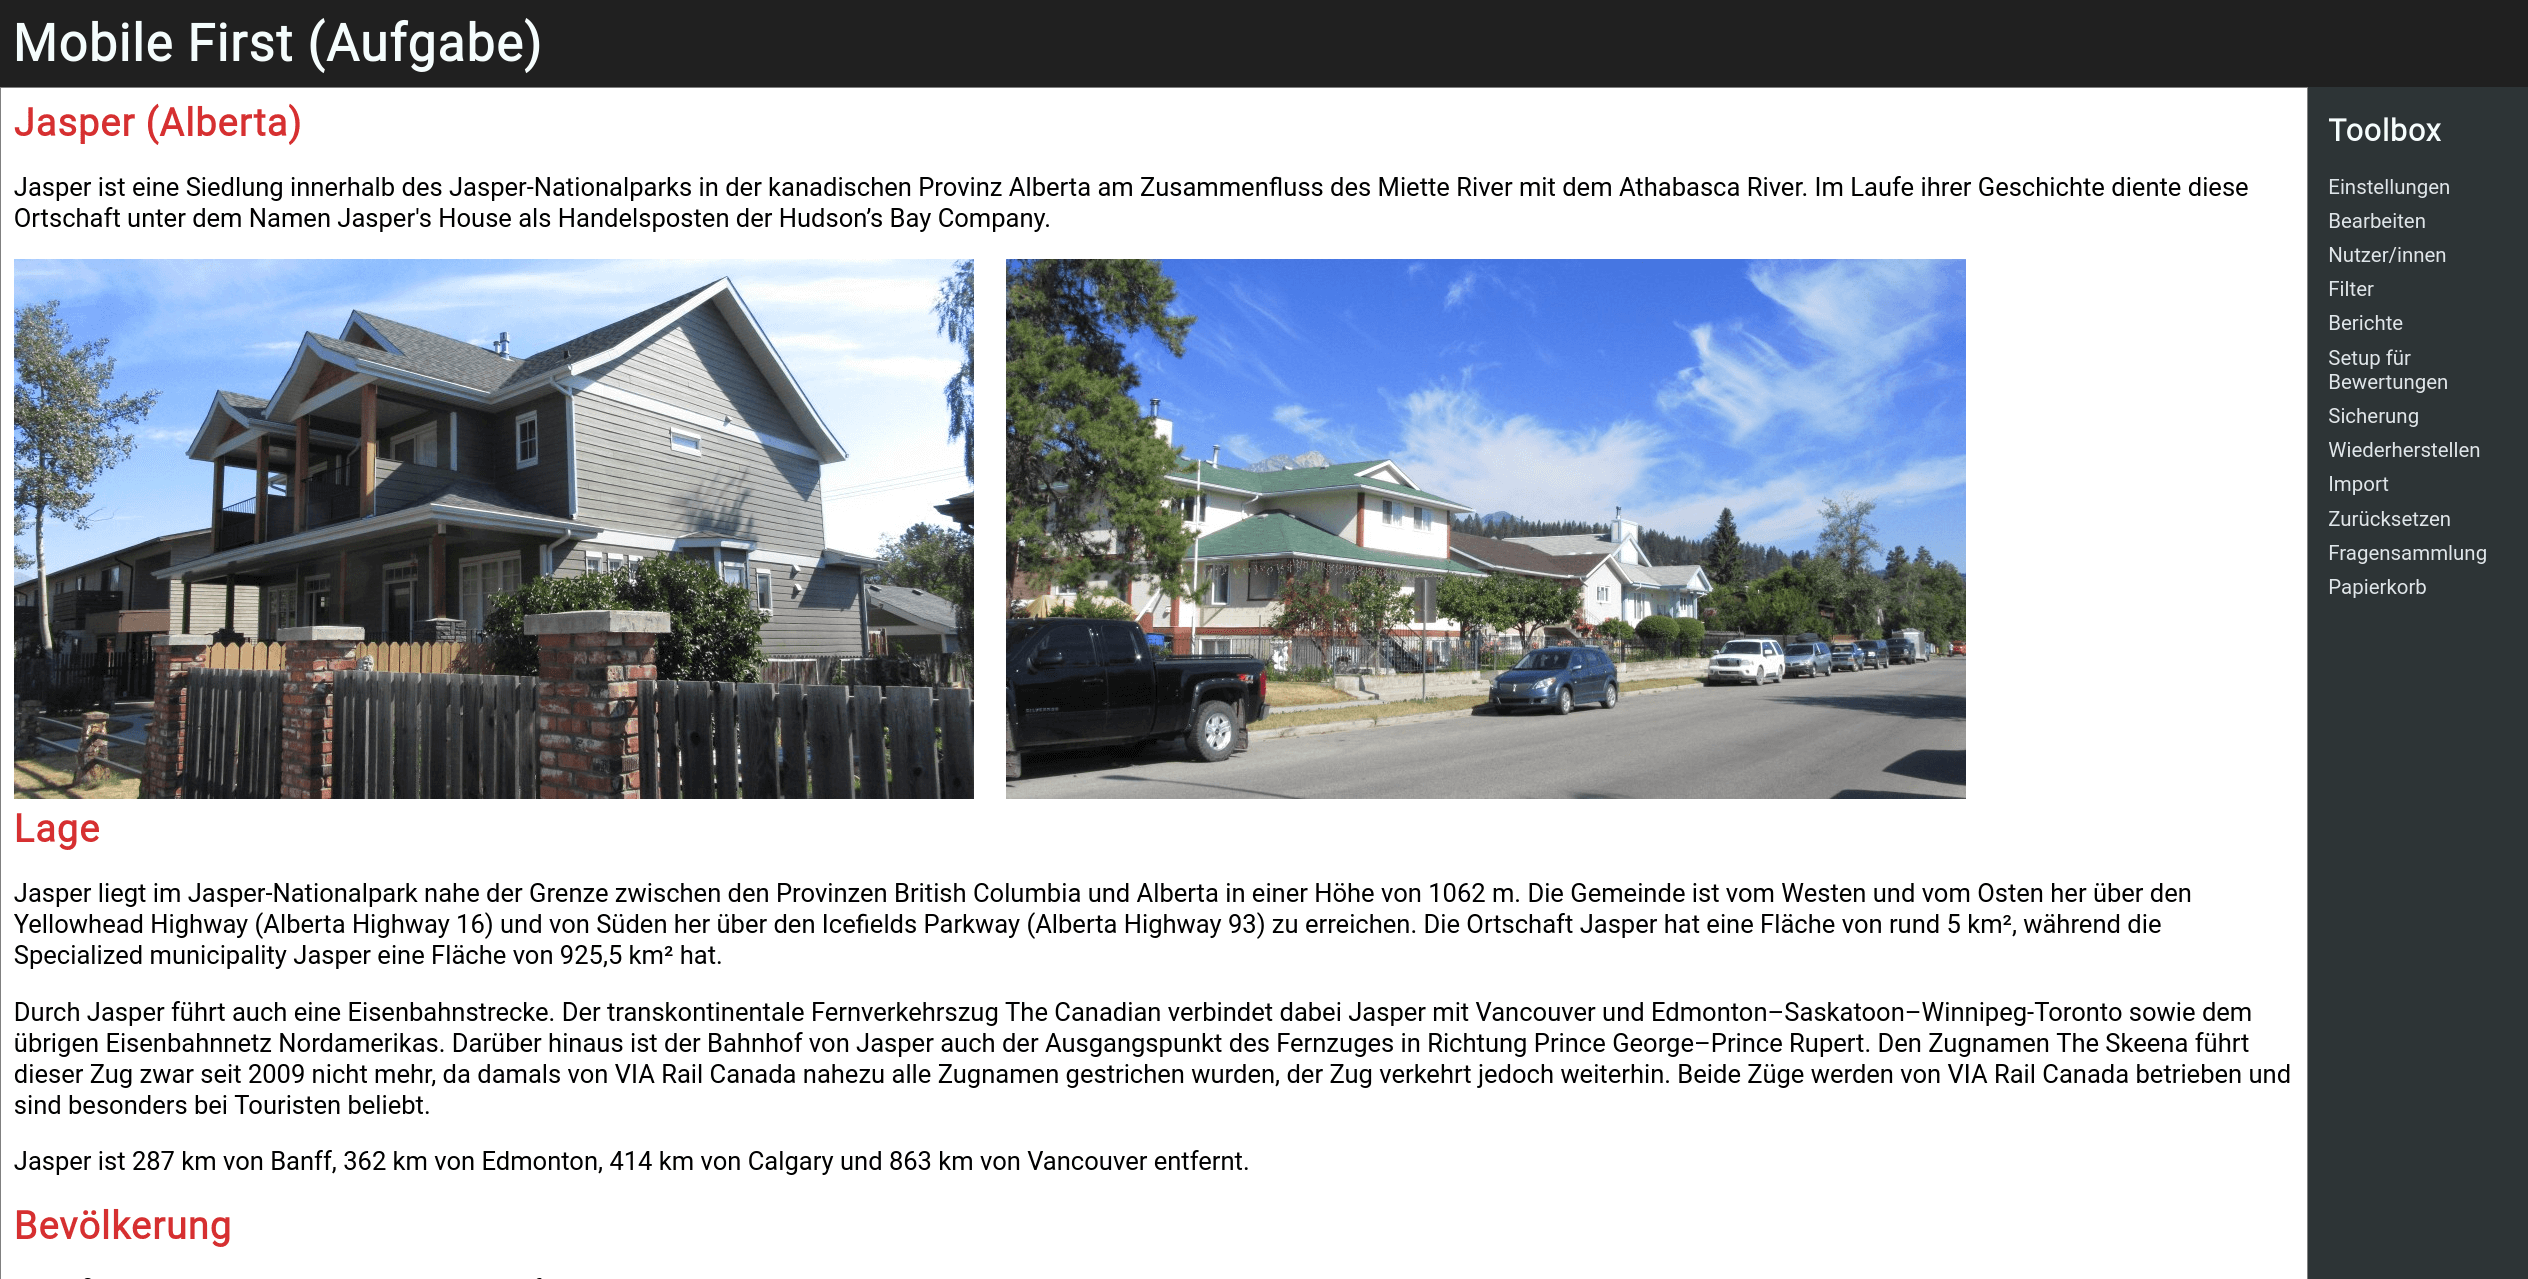 Mobile First (Aufgabe)
Jasper (Alberta)
Jasper ist eine Siedlung innerhalb des Jasper-Nationalparks in der kanadischen Provinz Alberta am Zusammenfluss des Miette River mit dem Athabasca River. Im Laufe ihrer Geschichte diente diese
Ortschaft unter dem Namen Jasper's House als Handelsposten der Hudson’s Bay Company.
Lage
Jasper liegt im Jasper-Nationalpark nahe der Grenze zwischen den Provinzen British Columbia und Alberta in einer Höhe von 1062 m. Die Gemeinde ist vom Westen und vom Osten her über den
Yellowhead Highway (Alberta Highway 16) und von Süden her über den Icefields Parkway (Alberta Highway 93) zu erreichen. Die Ortschaft Jasper hat eine Fläche von rund 5 km², während die
Specialized municipality Jasper eine Fläche von 925,5 km² hat.
Durch Jasper führt auch eine Eisenbahnstrecke. Der transkontinentale Fernverkehrszug The Canadian verbindet dabei Jasper mit Vancouver und Edmonton–Saskatoon–Winnipeg-Toronto sowie dem
übrigen Eisenbahnnetz Nordamerikas. Darüber hinaus ist der Bahnhof von Jasper auch der Ausgangspunkt des Fernzuges in Richtung Prince George–Prince Rupert. Den Zugnamen The Skeena führt
dieser Zug zwar seit 2009 nicht mehr, da damals von VIA Rail Canada nahezu alle Zugnamen gestrichen wurden, der Zug verkehrt jedoch weiterhin. Beide Züge werden von VIA Rail Canada betrieben und
sind besonders bei Touristen beliebt.
Jasper ist 287 km von Banff, 362 km von Edmonton, 414 km von Calgary und 863 km von Vancouver entfernt.
Bevölkerung
Toolbox
Einstellungen
Bearbeiten
Nutzer/innen
Filter
Berichte
Setup für
Bewertungen
Sicherung
Wiederherstellen
Import
Zurücksetzen
Fragensammlung
Papierkorb